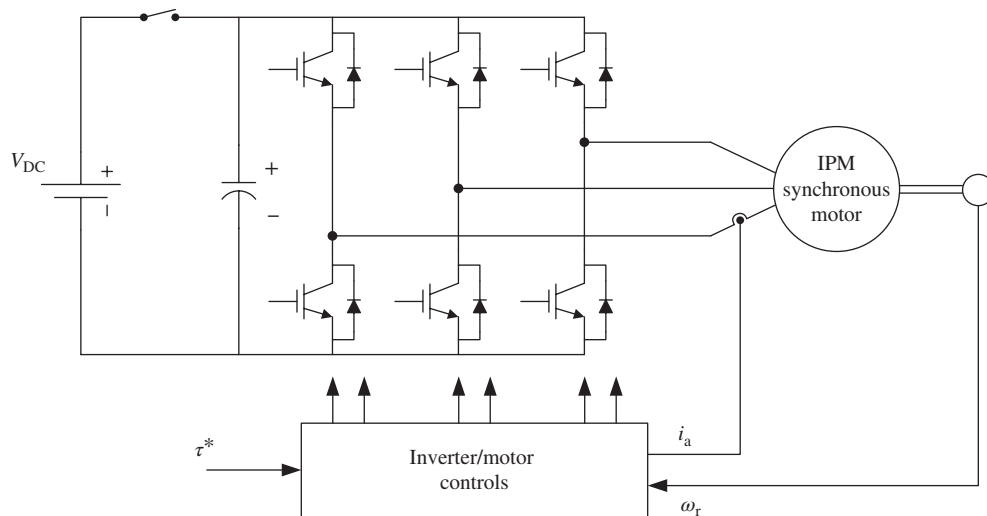 V_DC
+
−
+
−
IPM
synchronous
motor
τ*
Inverter/motor
controls
i_a
ω_r